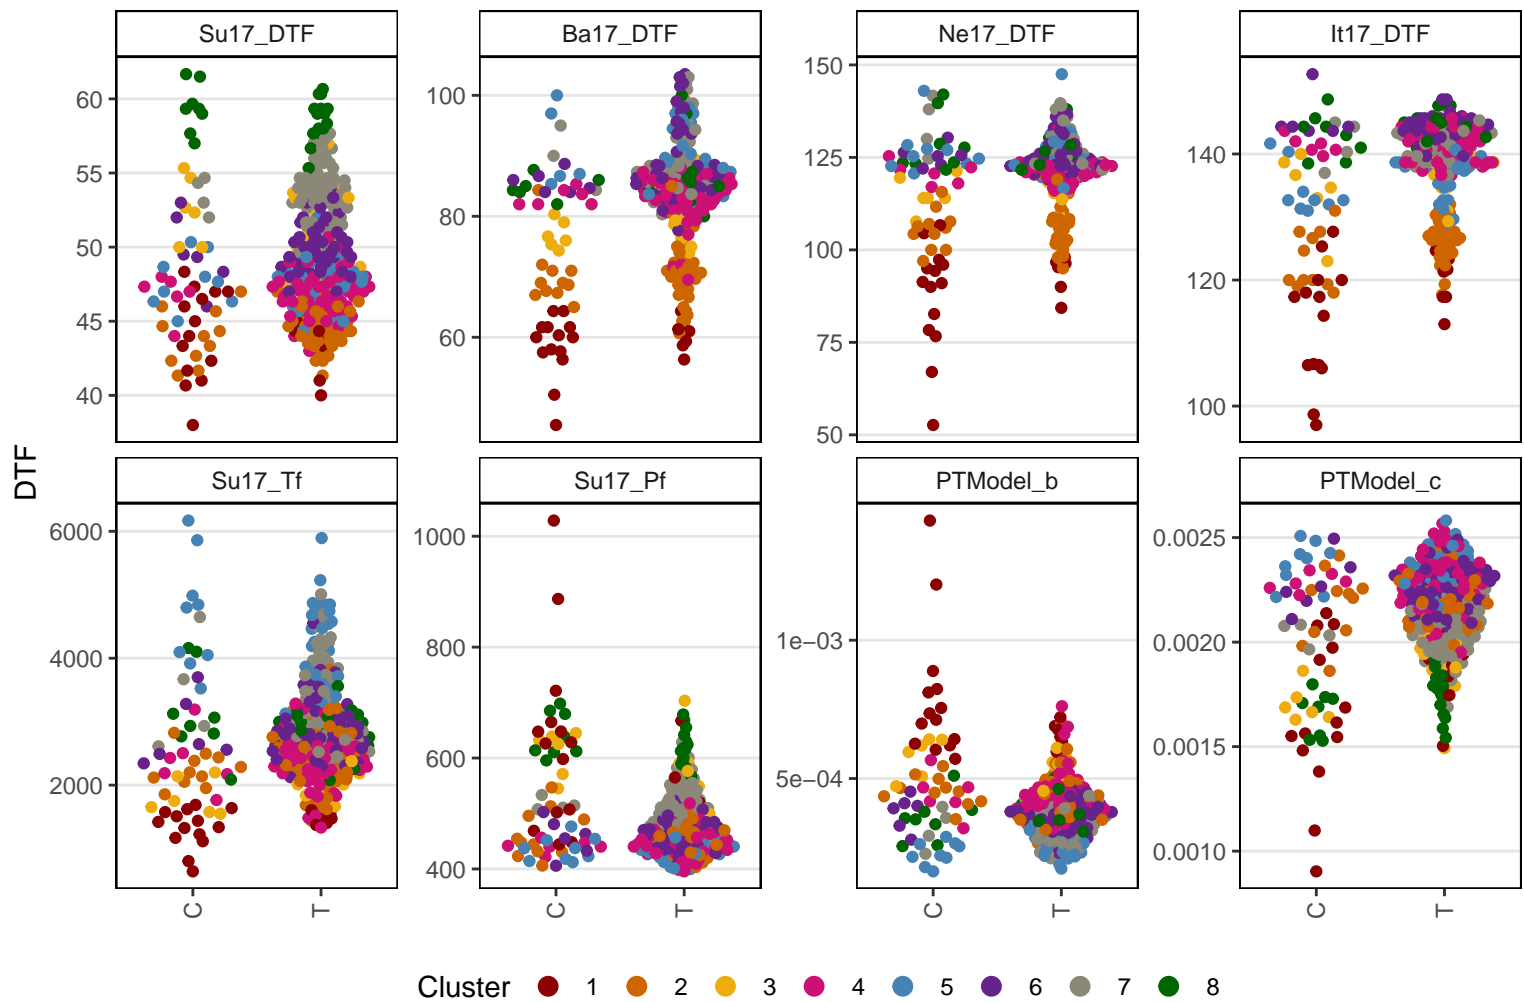 Su17_DTF
Ba17_DTF
Ne17_DTF
It17_DTF
60
55
50
45
40
100
80
60
150
125
100
75
50
140
120
100
DTF
Su17_Tf
Su17_Pf
PTModel_b
PTModel_c
6000
4000
2000
1000
800
600
400
1e−03
5e−04
0.0025
0.0020
0.0015
0.0010
C T C T C T C T
Cluster 1 2 3 4 5 6 7 8